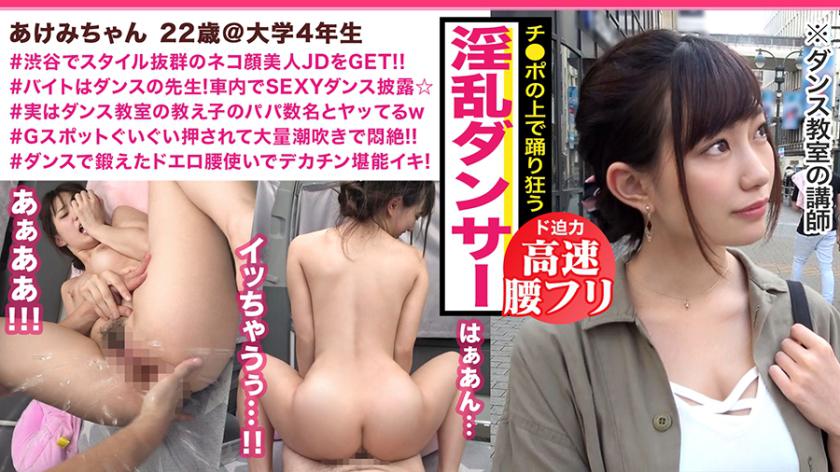 あけみちゃん 22歳@大学4年生
#渋谷でスタイル抜群のネコ顔美人JDをGET!!
#バイトはダンスの先生!車内でSEXYダンス披露☆
#実はダンス教室の教え子のパパ数名とヤッてるw
#Gスポットぐいぐい押されて大量潮吹きで悶絶!!
#ダンスで鍛えたドエロ腰使いでデカチン堪能イキ!
チ●ポの上で踊り狂う
淫乱ダンサー
ド迫力
高速
腰フリ
※ダンス教室の講師
あぁああ!!!
イッちゃうぅ…!!
はぁあん…